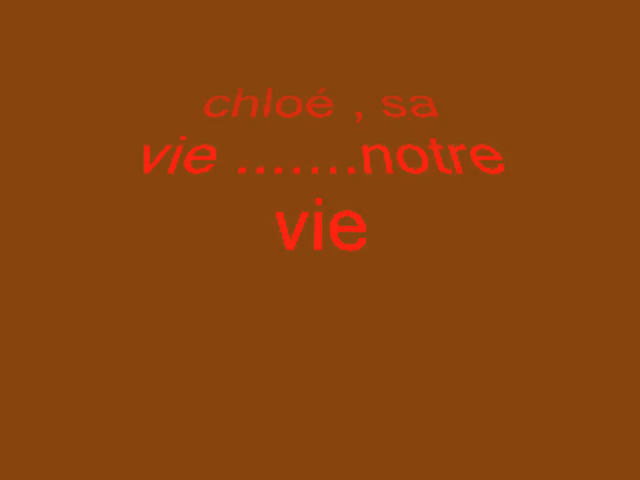 chloé , sa
vie .......notre
vie